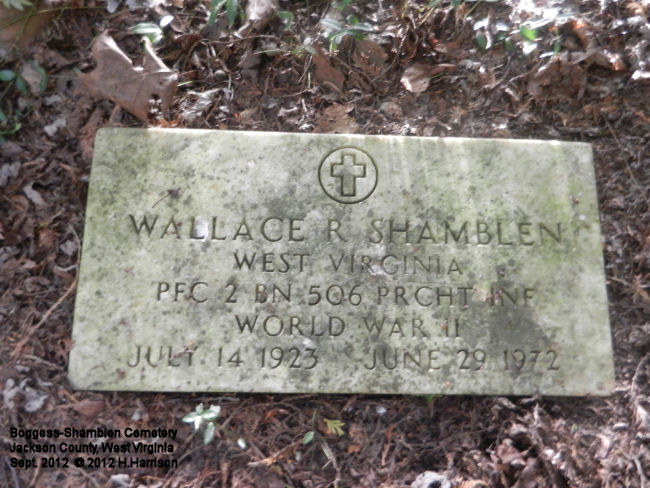 WALLACE R SHAMBLEN
WEST VIRGINIA
PFC 2 BN 506 PRCHT INF
WORLD WAR II
JULY 14 1923 JUNE 29 1972
Boggess-Shamblen Cemetery
Jackson County, West Virginia
Sept. 2012 © 2012 H.Harrison